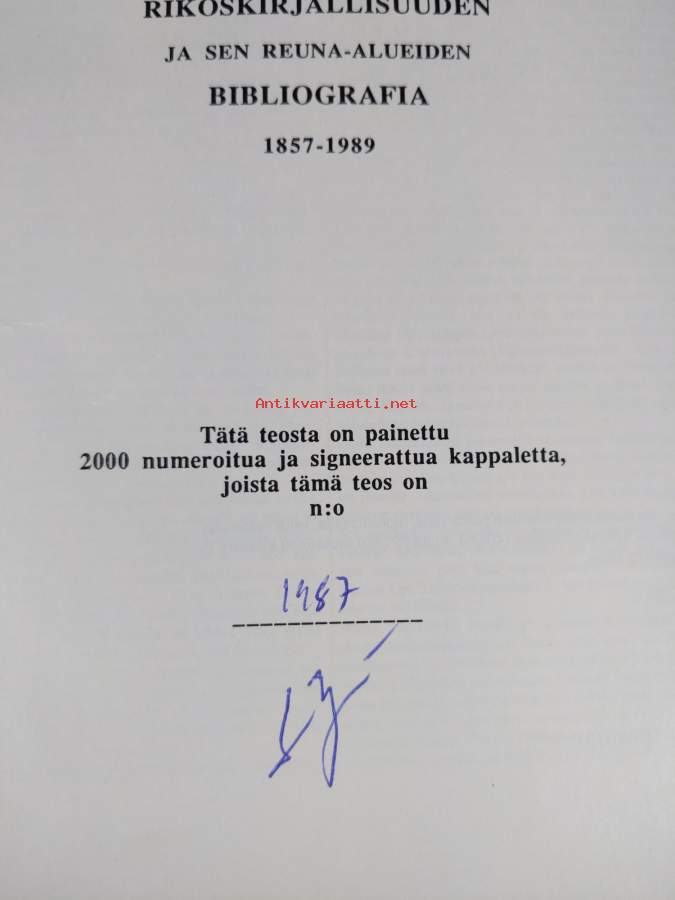 RIKOSKIRJALLISUUDEN
JA SEN REUNA-ALUEIDEN
BIBLIOGRAFIA
1857-1989
Antikvariaatti.net
Tätä teosta on painettu
2000 numeroitua ja signeerattua kappaletta,
joista tämä teos on
n:o
1987